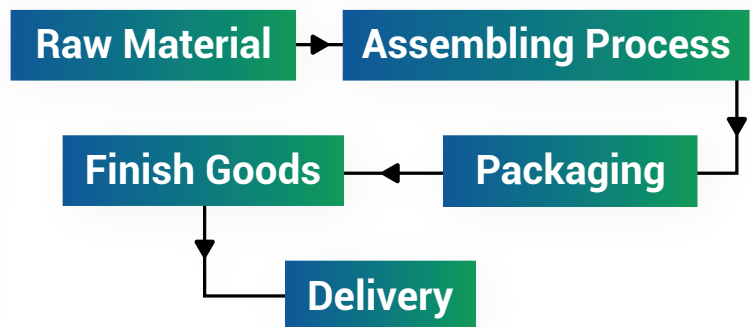 Raw Material
Assembling Process
Packaging
Finish Goods
Delivery